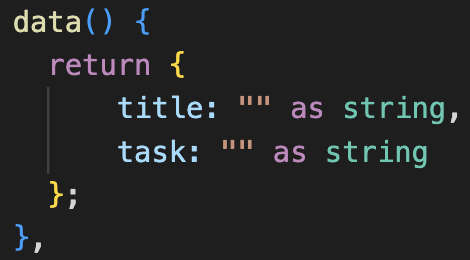 data() {
  return {
      title: "" as string,
      task: "" as string
  };
},